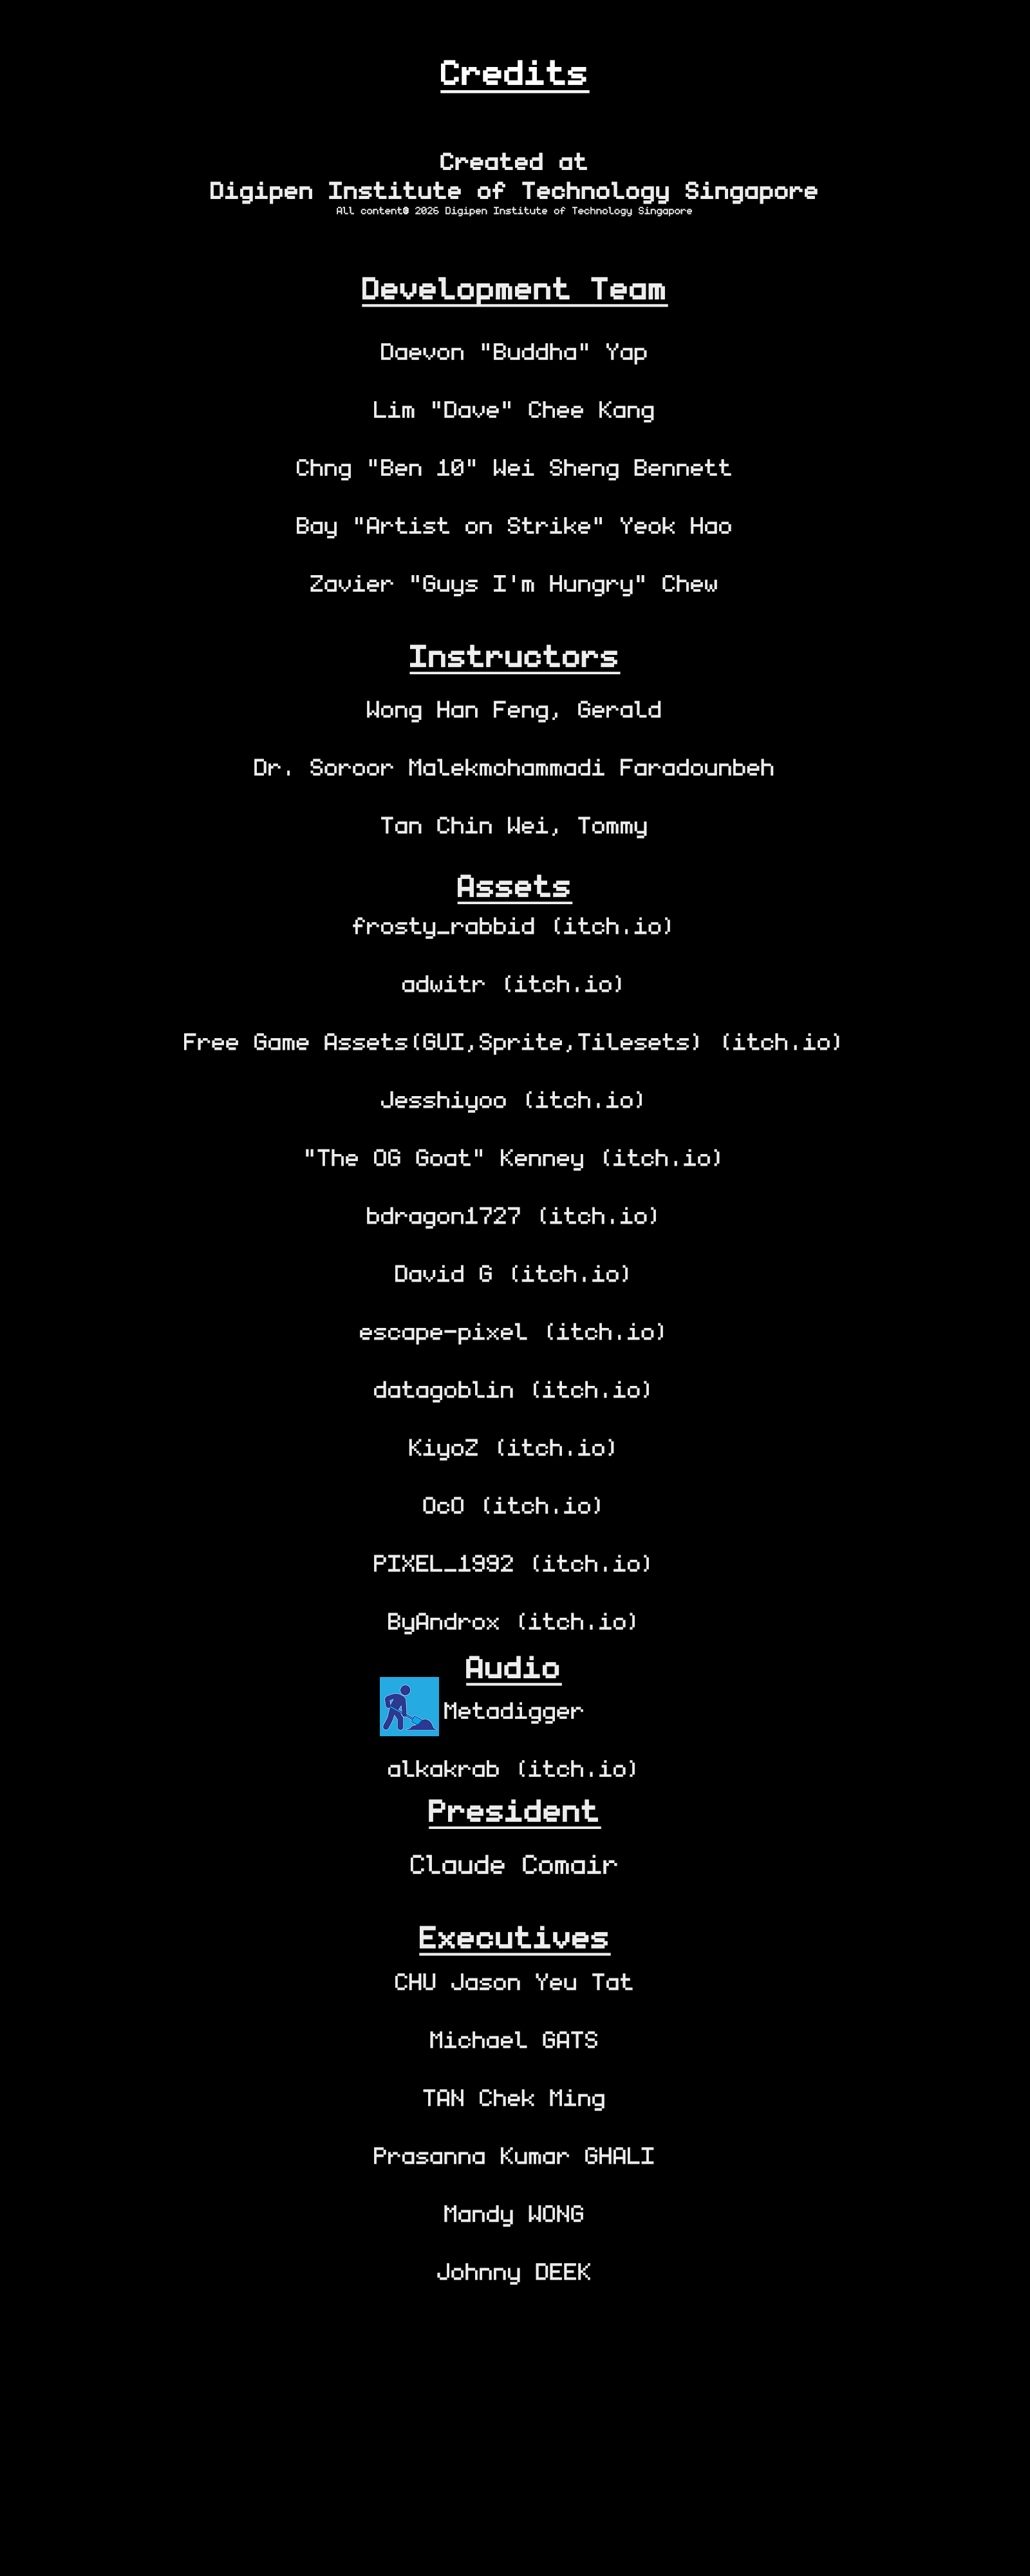 Credits
Created at
Digipen Institute of Technology Singapore
All content© 2026 Digipen Institute of Technology Singapore
Development Team
Daevon "Buddha" Yap
Lim "Dave" Chee Kang
Chng "Ben 10" Wei Sheng Bennett
Bay "Artist on Strike" Yeok Hao
Zavier "Guys I'm Hungry" Chew
Instructors
Wong Han Feng, Gerald
Dr. Soroor Malekmohammadi Faradounbeh
Tan Chin Wei, Tommy
Assets
frosty_rabbid (itch.io)
adwitr (itch.io)
Free Game Assets(GUI,Sprite,Tilesets) (itch.io)
Jesshiyoo (itch.io)
"The OG Goat" Kenney (itch.io)
bdragon1727 (itch.io)
David G (itch.io)
escape-pixel (itch.io)
datagoblin (itch.io)
KiyoZ (itch.io)
OcO (itch.io)
PIXEL_1992 (itch.io)
ByAndrox (itch.io)
Audio
Metadigger
alkakrab (itch.io)
President
Claude Comair
Executives
CHU Jason Yeu Tat
Michael GATS
TAN Chek Ming
Prasanna Kumar GHALI
Mandy WONG
Johnny DEEK